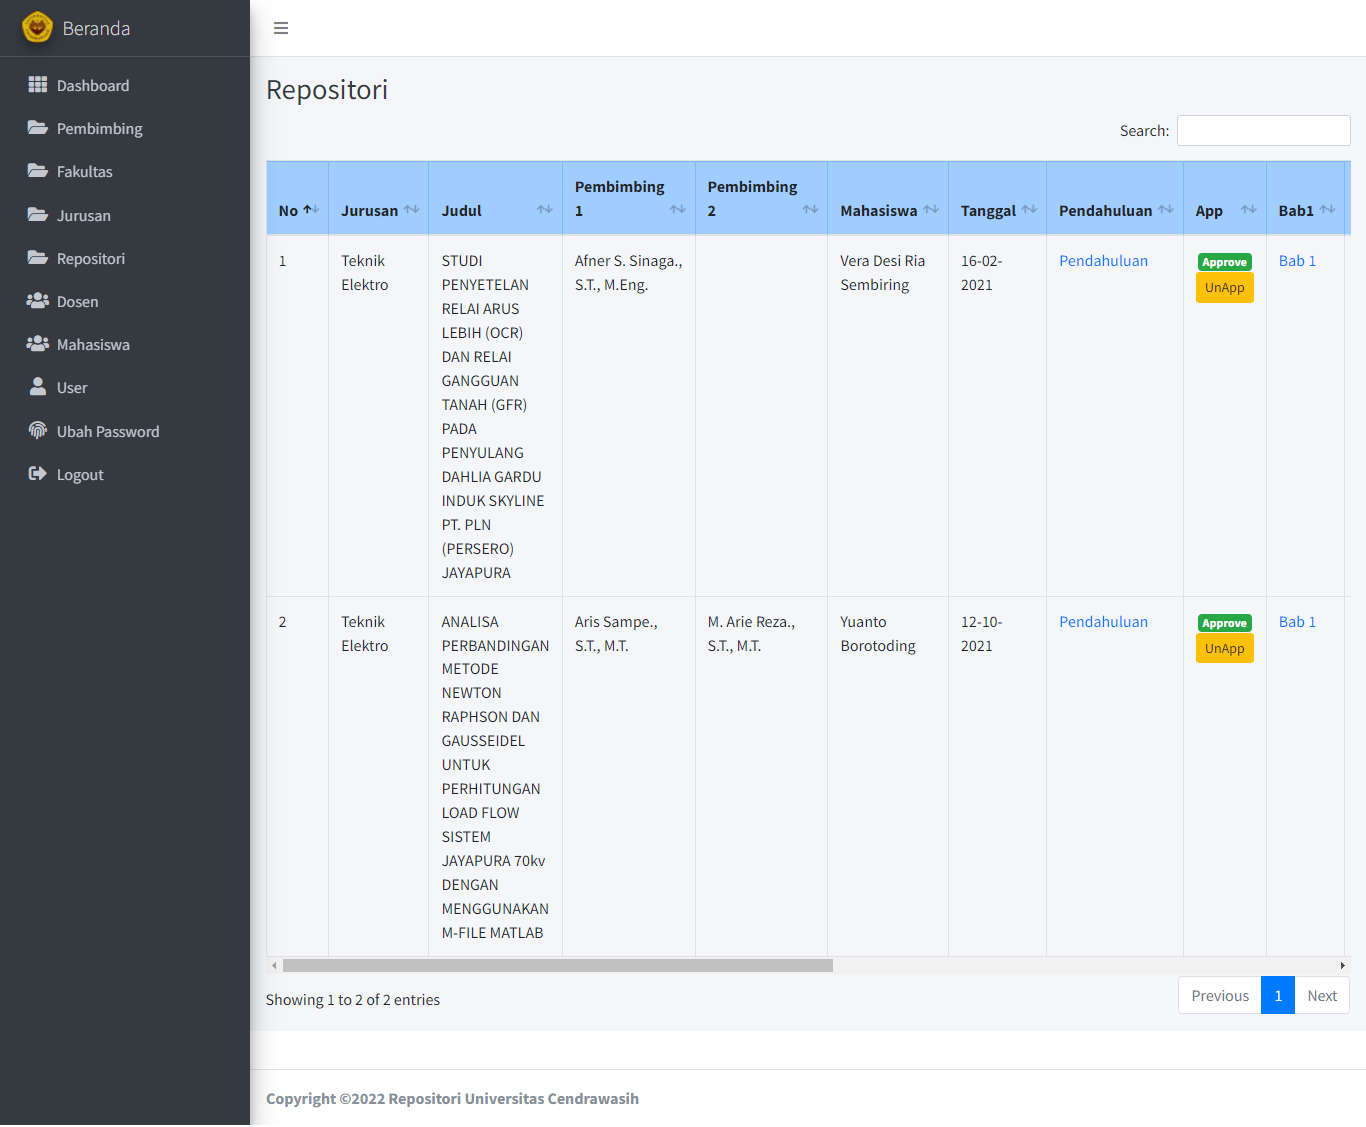 Beranda
Dashboard
Pembimbing
Fakultas
Jurusan
Repositori
Dosen
Mahasiswa
User
Ubah Password
Logout
Repositori
Search:
No
Jurusan
Judul
Pembimbing
1
Pembimbing
2
Mahasiswa
Tanggal
Pendahuluan
App
Bab1
1
Teknik
Elektro
STUDI
PENYETELAN
RELAI ARUS
LEBIH (OCR)
DAN RELAI
GANGGUAN
TANAH (GFR)
PADA
PENYULANG
DAHLIA GARDU
INDUK SKYLINE
PT. PLN
(PERSERO)
JAYAPURA
Afner S. Sinaga.,
S.T., M.Eng.
Vera Desi Ria
Sembiring
16-02-
2021
Pendahuluan
Approve
UnApp
Bab 1
2
Teknik
Elektro
ANALISA
PERBANDINGAN
METODE
NEWTON
RAPHSON DAN
GAUSSEIDEL
UNTUK
PERHITUNGAN
LOAD FLOW
SISTEM
JAYAPURA 70kv
DENGAN
MENGGUNAKAN
M-FILE MATLAB
Aris Sampe.,
S.T., M.T.
M. Arie Reza.,
S.T., M.T.
Yuanto
Borotoding
12-10-
2021
Pendahuluan
Approve
UnApp
Bab 1
Showing 1 to 2 of 2 entries
Previous
1
Next
Copyright ©2022 Repositori Universitas Cendrawasih